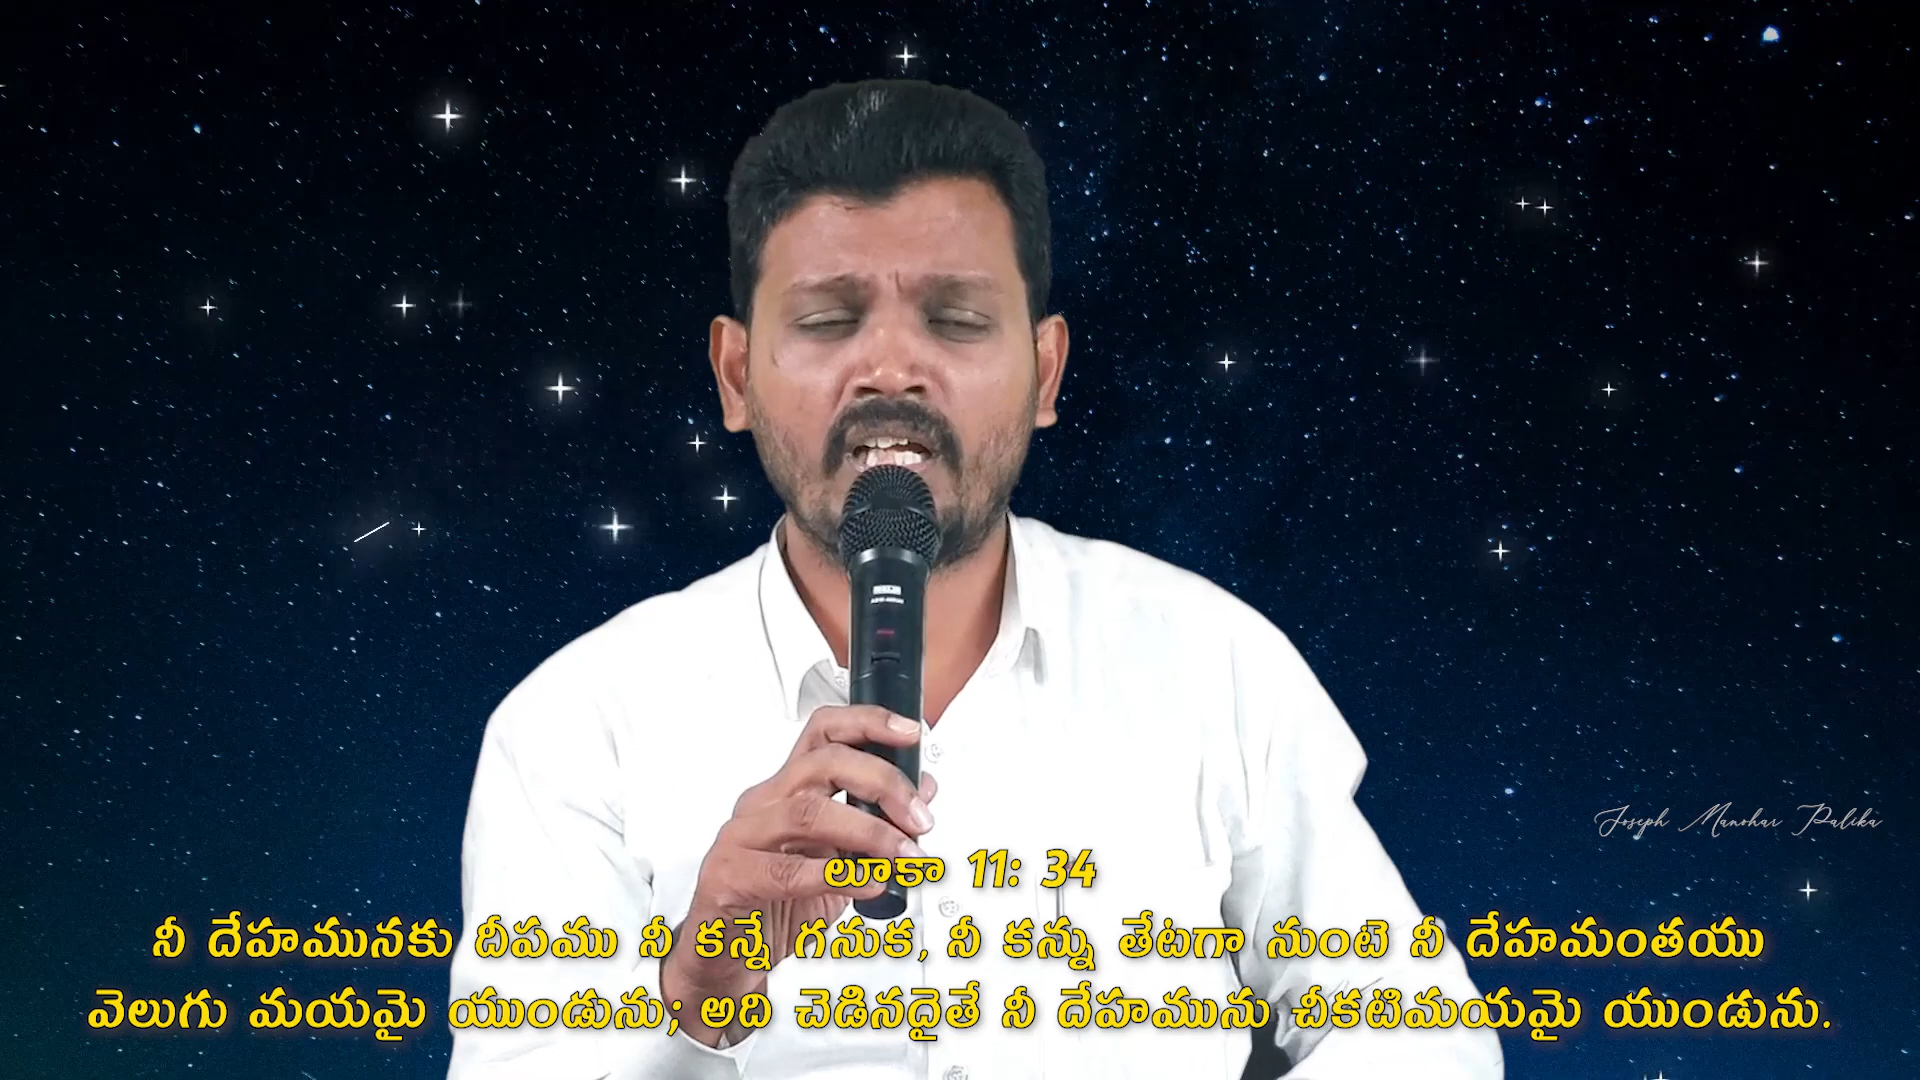 Joseph Manohar Palika
లూకా 11: 34
నీ దేహమునకు దీపము నీ కన్నే గనుక, నీ కన్ను తేటగా నుంటె నీ దేహమంతయు
వెలుగు మయమై యుండును; అది చెడినదైతే నీ దేహమును చీకటిమయమై యుండును.